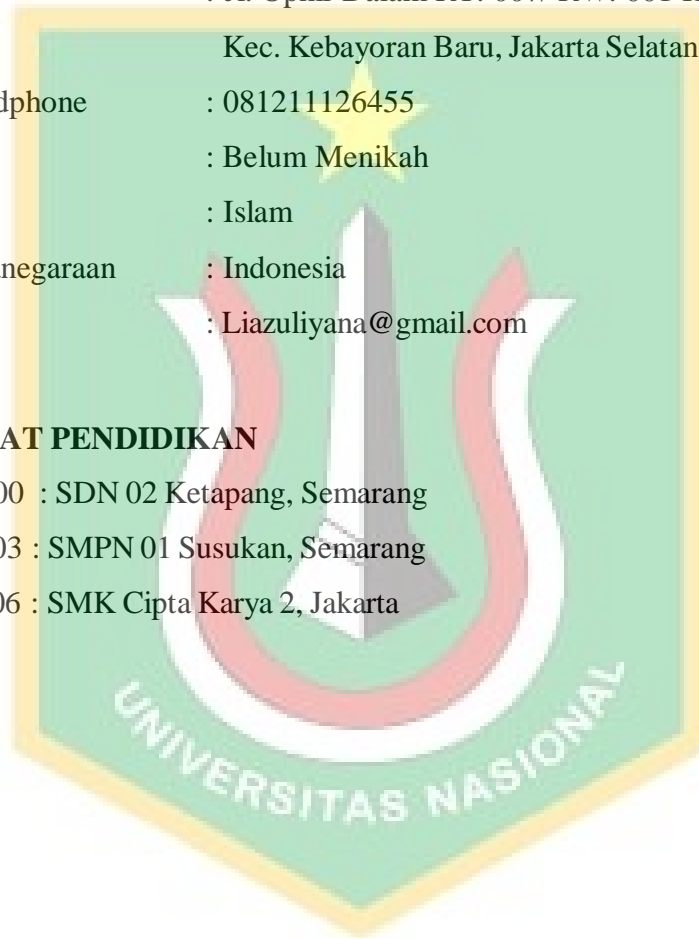 Kec. Kebayoran Baru, Jakarta Selatan
dphone : 081211126455
: Belum Menikah
: Islam
anegaraan : Indonesia
: Liazuliyana@gmail.com
AT PENDIDIKAN
00 : SDN 02 Ketapang, Semarang
03 : SMPN 01 Susukan, Semarang
06 : SMK Cipta Karya 2, Jakarta
UNIVERSITAS NASIONAL